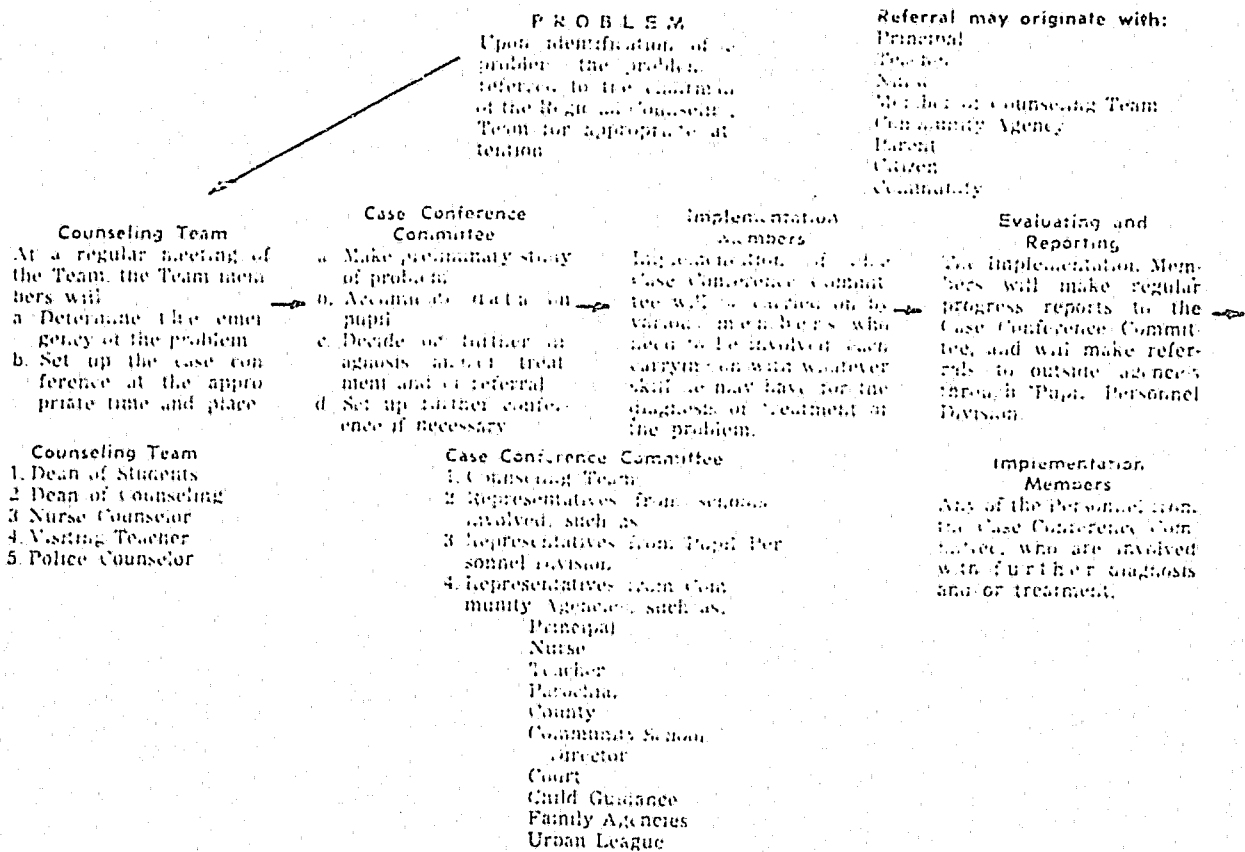 PROBLEM
Upon identification of a
problem the problem
referred to the chairman
of the Regional Counseling
Team for appropriate at
tention
Referral may originate with:
Principal
Teacher
Nurse
Member of Counseling Team
Community Agency
Parent
Citizen
Community
Counseling Team
At a regular meeting of
the Team, the Team mem
bers will
a Determine the emer
gency of the problem
b. Set up the case con
ference at the appro
priate time and place
Case Conference
Committee
a. Make preliminary study
of problem
b. Accumulate data on
pupil
c. Decide on further di
agnosis and/or treat
ment and or referral
d. Set up further confer-
ence if necessary
Implementation
Members
Implementation of the
Case Conference Commit
tee will be carried on by
various members who
need to be involved each
carrying on with whatever
skill he may have for the
diagnosis or treatment of
the problem.
Evaluating and
Reporting
The Implementation Mem-
bers will make regular
progress reports to the
Case Conference Commit-
tee, and will make refer-
rals to outside agencies
through Pupil Personnel
Division.
Counseling Team
1. Dean of Students
2 Dean of Counseling
3 Nurse Counselor
4. Visiting Teacher
5. Police Counselor
Case Conference Committee
1. Counseling Team
2 Representatives from schools
involved, such as
3 Representatives from Pupil Per
sonnel Division
4. Representatives from Com
munity Agencies, such as,
Principal
Nurse
Teacher
Parochial
County
Community School
Director
Court
Child Guidance
Family Agencies
Urban League
Implementation
Members
Any of the Personnel from
the Case Conference Com-
mittee, who are involved
with further diagnosis
and/or treatment.